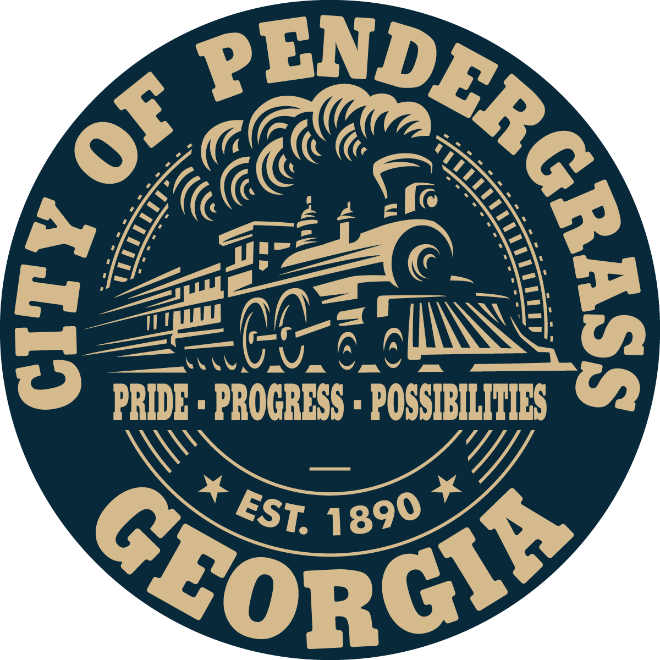 CITY OF PENDERGRASS
PRIDE - PROGRESS - POSSIBILITIES
EST. 1890
GEORGIA